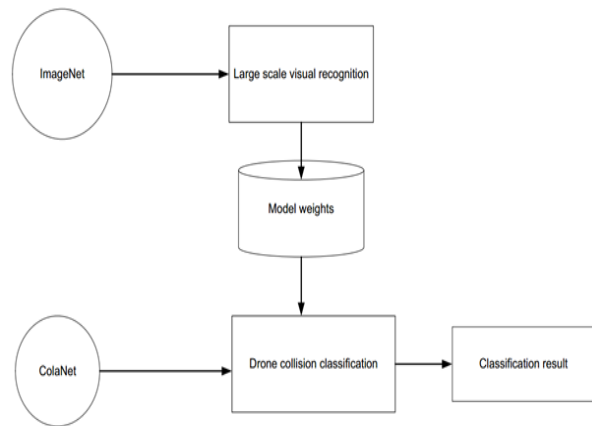 ImageNet
Large scale visual recognition
Model weights
ColaNet
Drone collision classification
Classification result